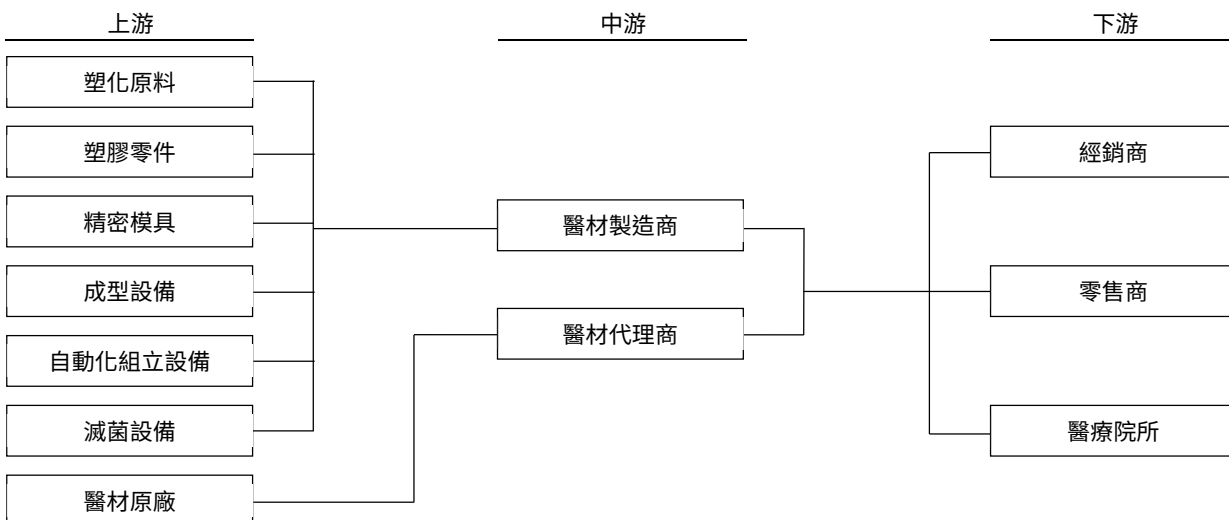 上游
中游
下游
塑化原料
塑膠零件
精密模具
成型設備
自動化組立設備
滅菌設備
醫材原廠
醫材製造商
醫材代理商
經銷商
零售商
醫療院所